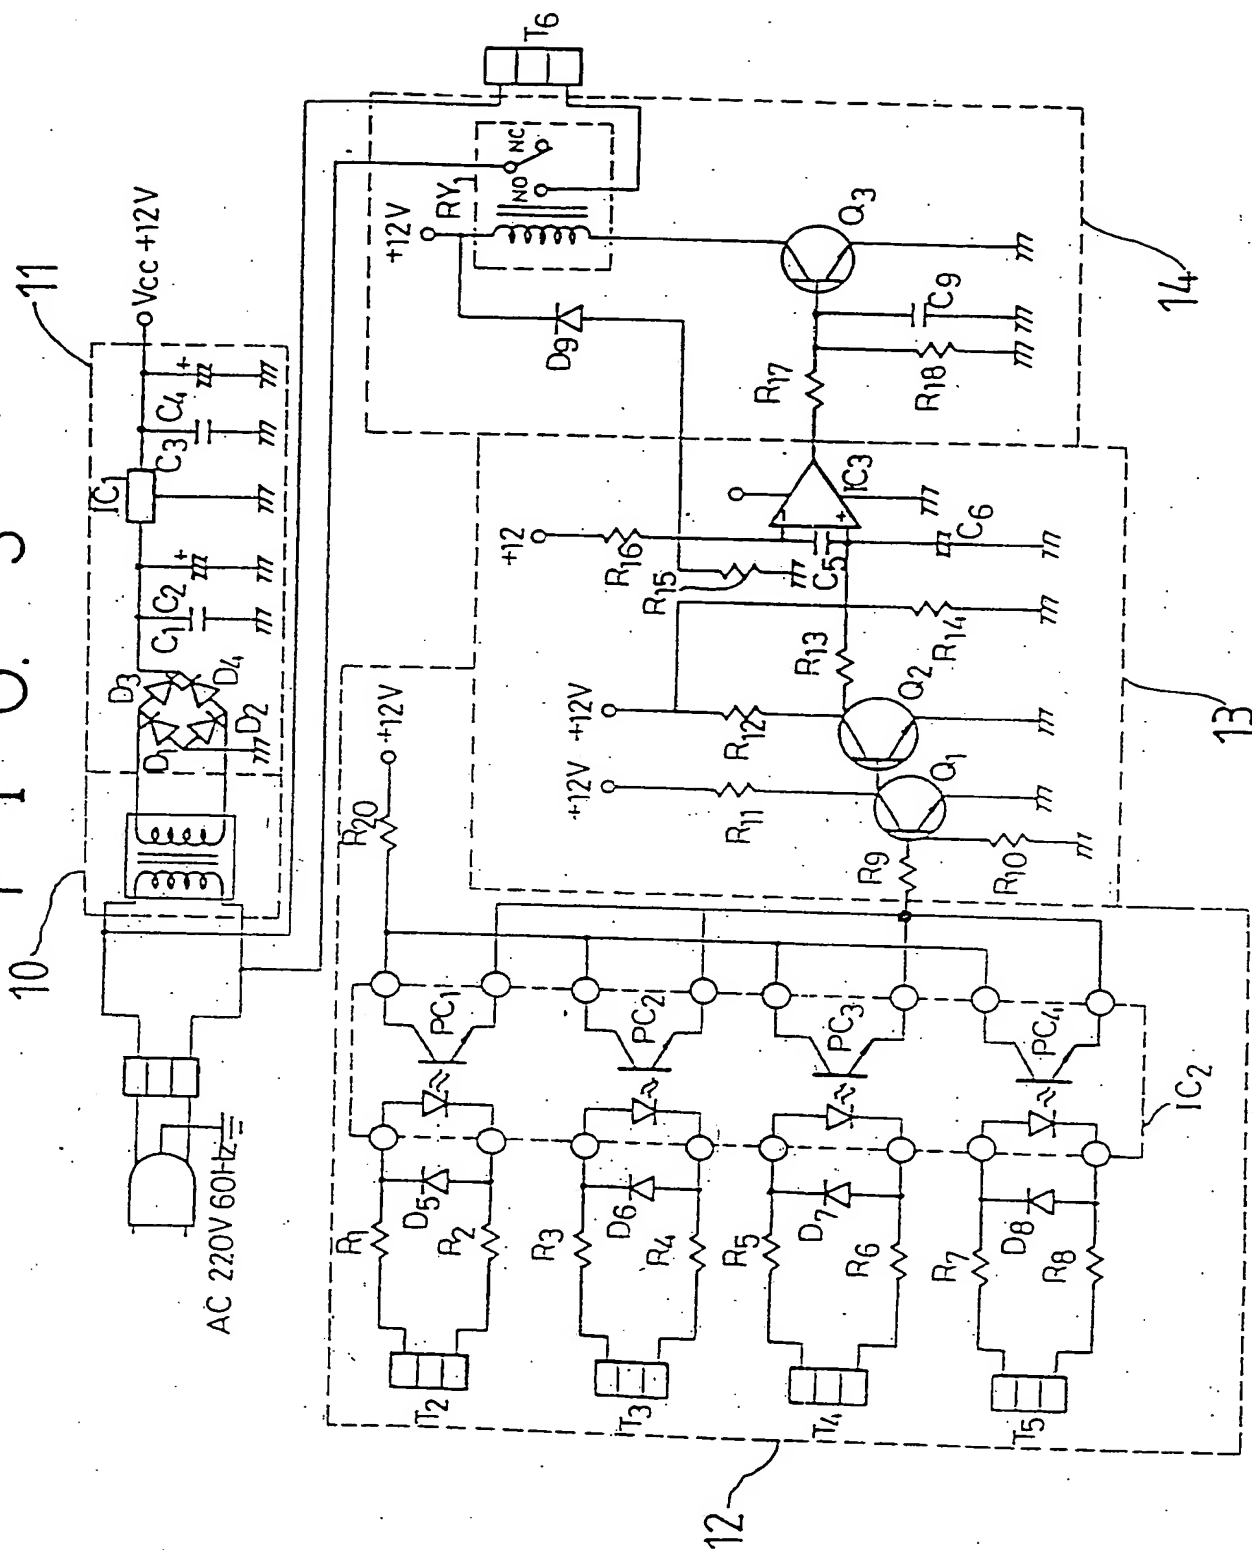 FIG. 3
10
11
AC 220V 60Hz
D1
D2
D3
D4
C1
C2
IC1
C3
C4
Vcc +12V
12
T2
T3
T4
T5
R1
R2
R3
R4
R5
R6
R7
R8
D5
D6
D7
D8
PC1
PC2
PC3
PC4
IC2
R20
+12V
13
R9
R10
R11
+12V
Q1
R12
+12V
Q2
R13
R14
R15
R16
+12
C5
C6
-
+
IC3
14
R17
R18
C9
Q3
D9
+12V
RY1
NO
NC
T6